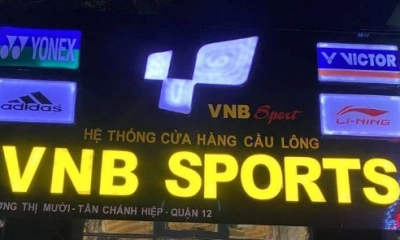 YONEX
VICTOR
adidas
VNB Sport
LI-NING
HỆ THỐNG CỬA HÀNG CẦU LÔNG
VNB SPORTS
THỊ MƯỜI-TÂN CHÁNH HIỆP-QUẬN 12